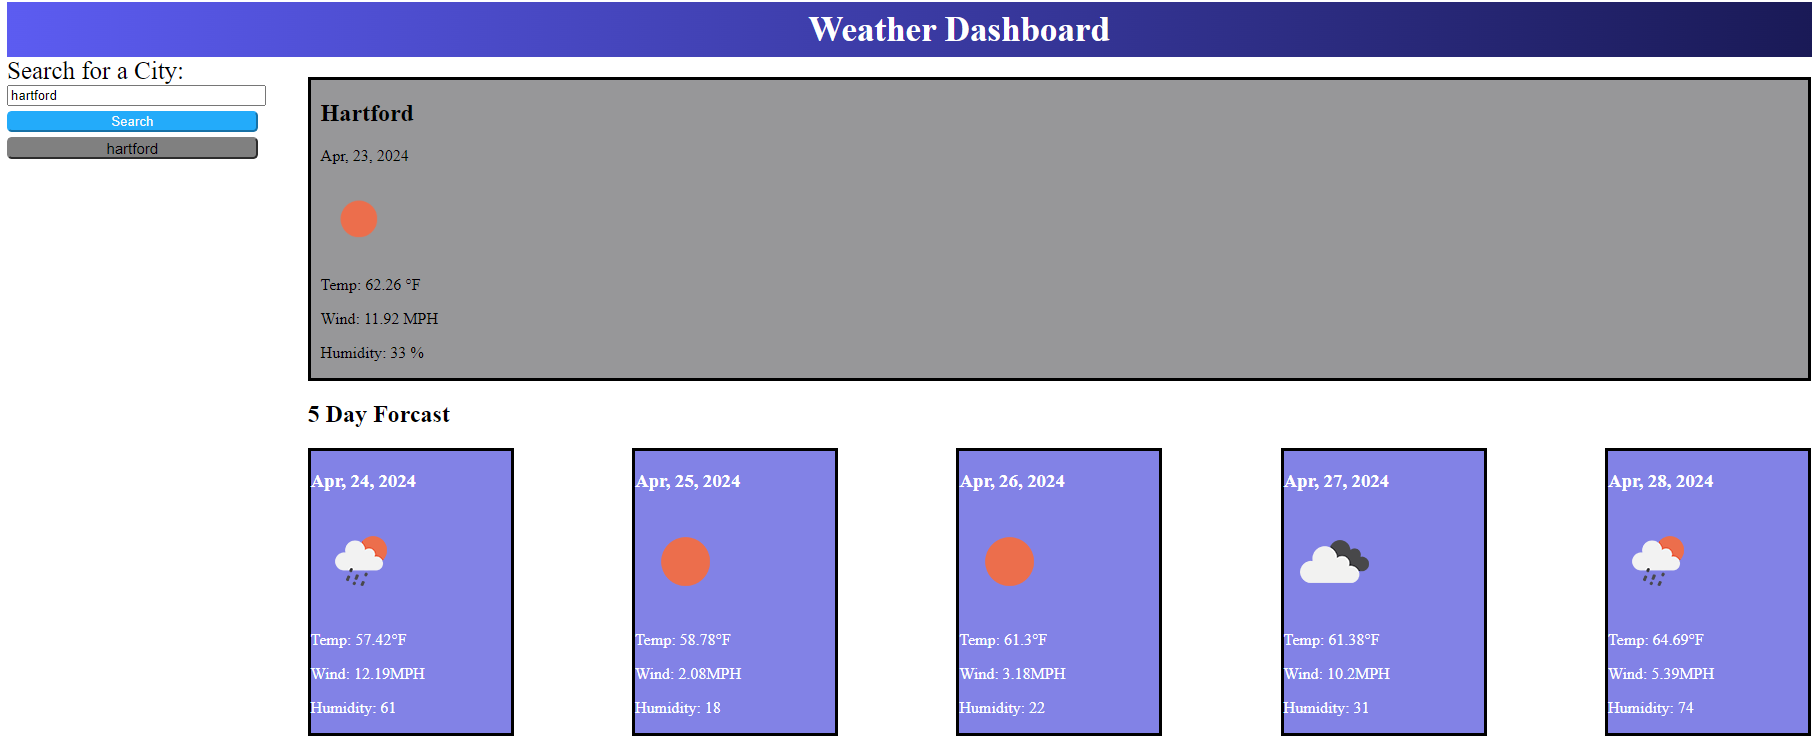 Weather Dashboard
Search for a City:
hartford
Search
hartford
Hartford
Apr, 23, 2024
Temp: 62.26 °F
Wind: 11.92 MPH
Humidity: 33 %
5 Day Forcast
Apr, 24, 2024
Temp: 57.42°F
Wind: 12.19MPH
Humidity: 61
Apr, 25, 2024
Temp: 58.78°F
Wind: 2.08MPH
Humidity: 18
Apr, 26, 2024
Temp: 61.3°F
Wind: 3.18MPH
Humidity: 22
Apr, 27, 2024
Temp: 61.38°F
Wind: 10.2MPH
Humidity: 31
Apr, 28, 2024
Temp: 64.69°F
Wind: 5.39MPH
Humidity: 74